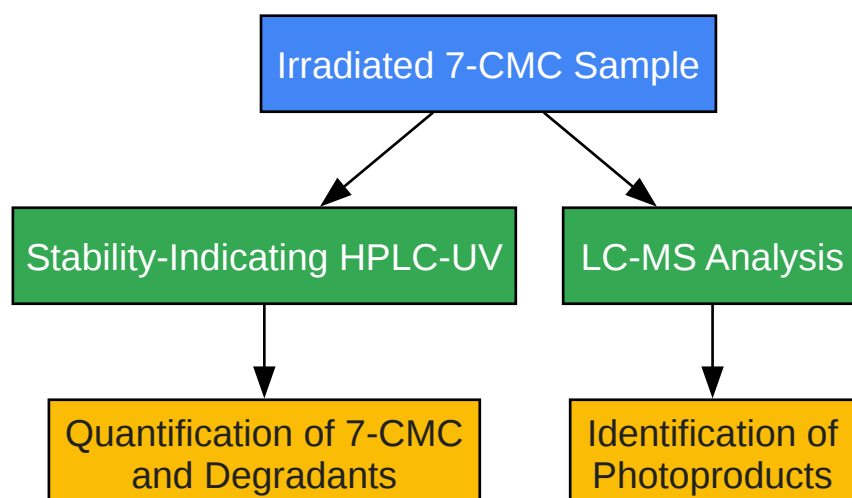 Irradiated 7-CMC Sample
Stability-Indicating HPLC-UV
LC-MS Analysis
Quantification of 7-CMC
and Degradants
Identification of
Photoproducts